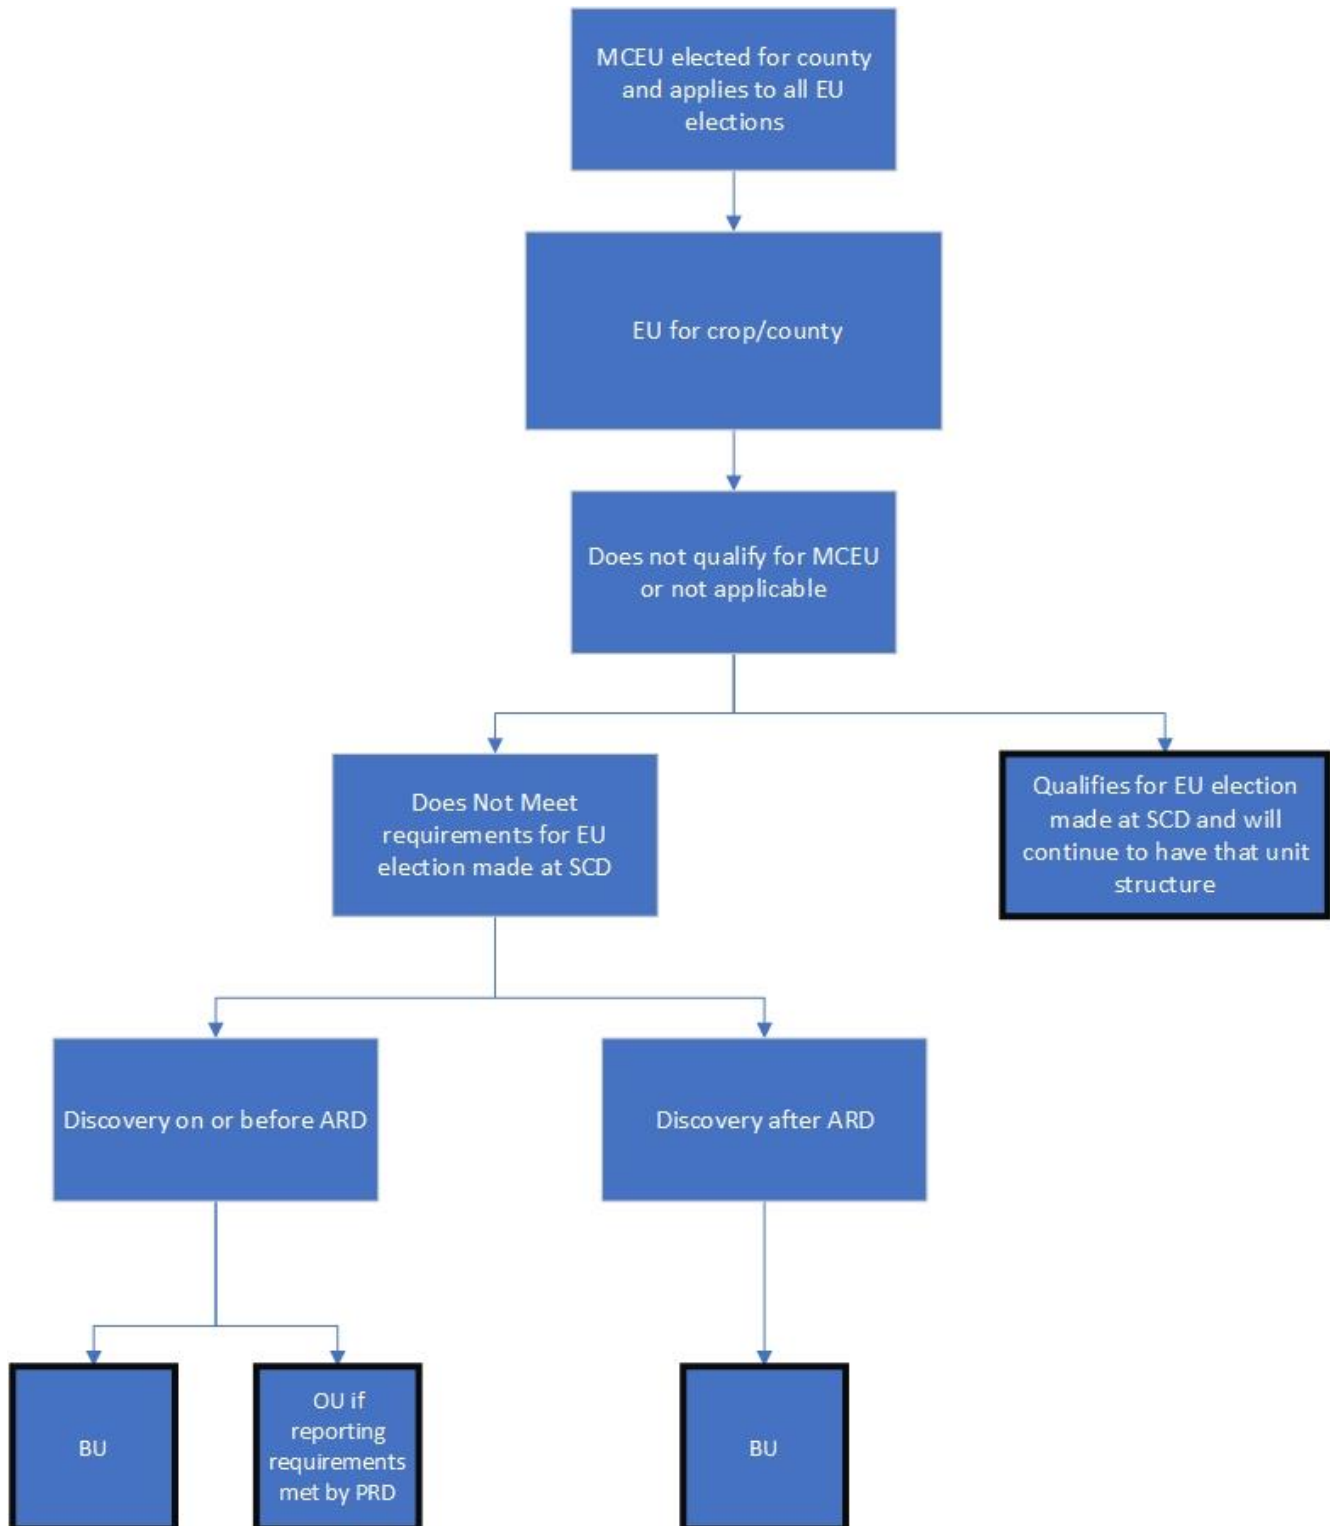 MCEU elected for county
and applies to all EU
elections
EU for crop/county
Does not qualify for MCEU
or not applicable
Does Not Meet
requirements for EU
election made at SCD
Qualifies for EU election
made at SCD and will
continue to have that unit
structure
Discovery on or before ARD
Discovery after ARD
BU
OU if
reporting
requirements
met by PRD
BU